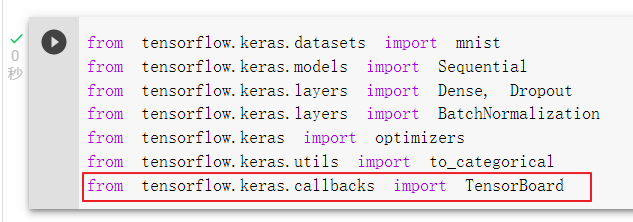 0
秒
from tensorflow.keras.datasets import mnist
from tensorflow.keras.models import Sequential
from tensorflow.keras.layers import Dense, Dropout
from tensorflow.keras.layers import BatchNormalization
from tensorflow.keras import optimizers
from tensorflow.keras.utils import to_categorical
from tensorflow.keras.callbacks import TensorBoard